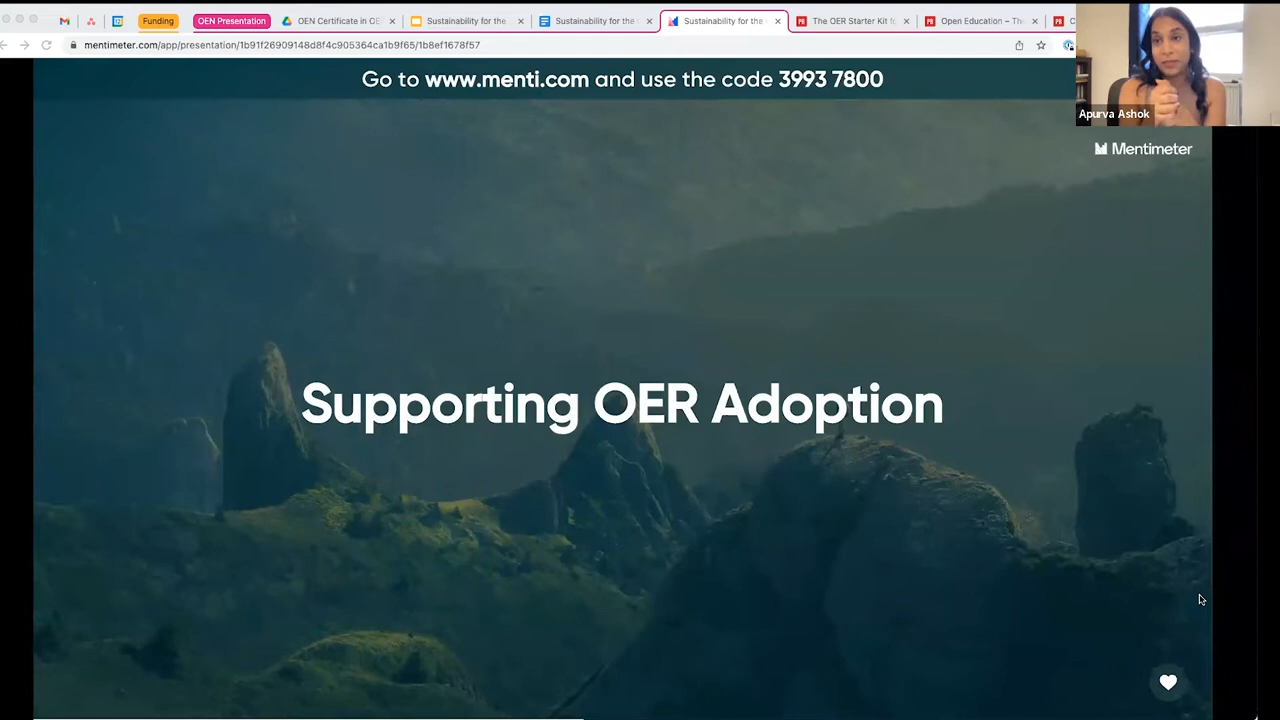 Funding
OEN Presentation
OEN Certificate in OE
Sustainability for the
Sustainability for the
Sustainability for the
The OER Starter Kit fo
Open Education – The
mentimeter.com/app/presentation/1b91f26909148d8f4c905364ca1b9f65/1b8ef1678f57
Go to www.menti.com and use the code 3993 7800
Apurva Ashok
Mentimeter
Supporting OER Adoption